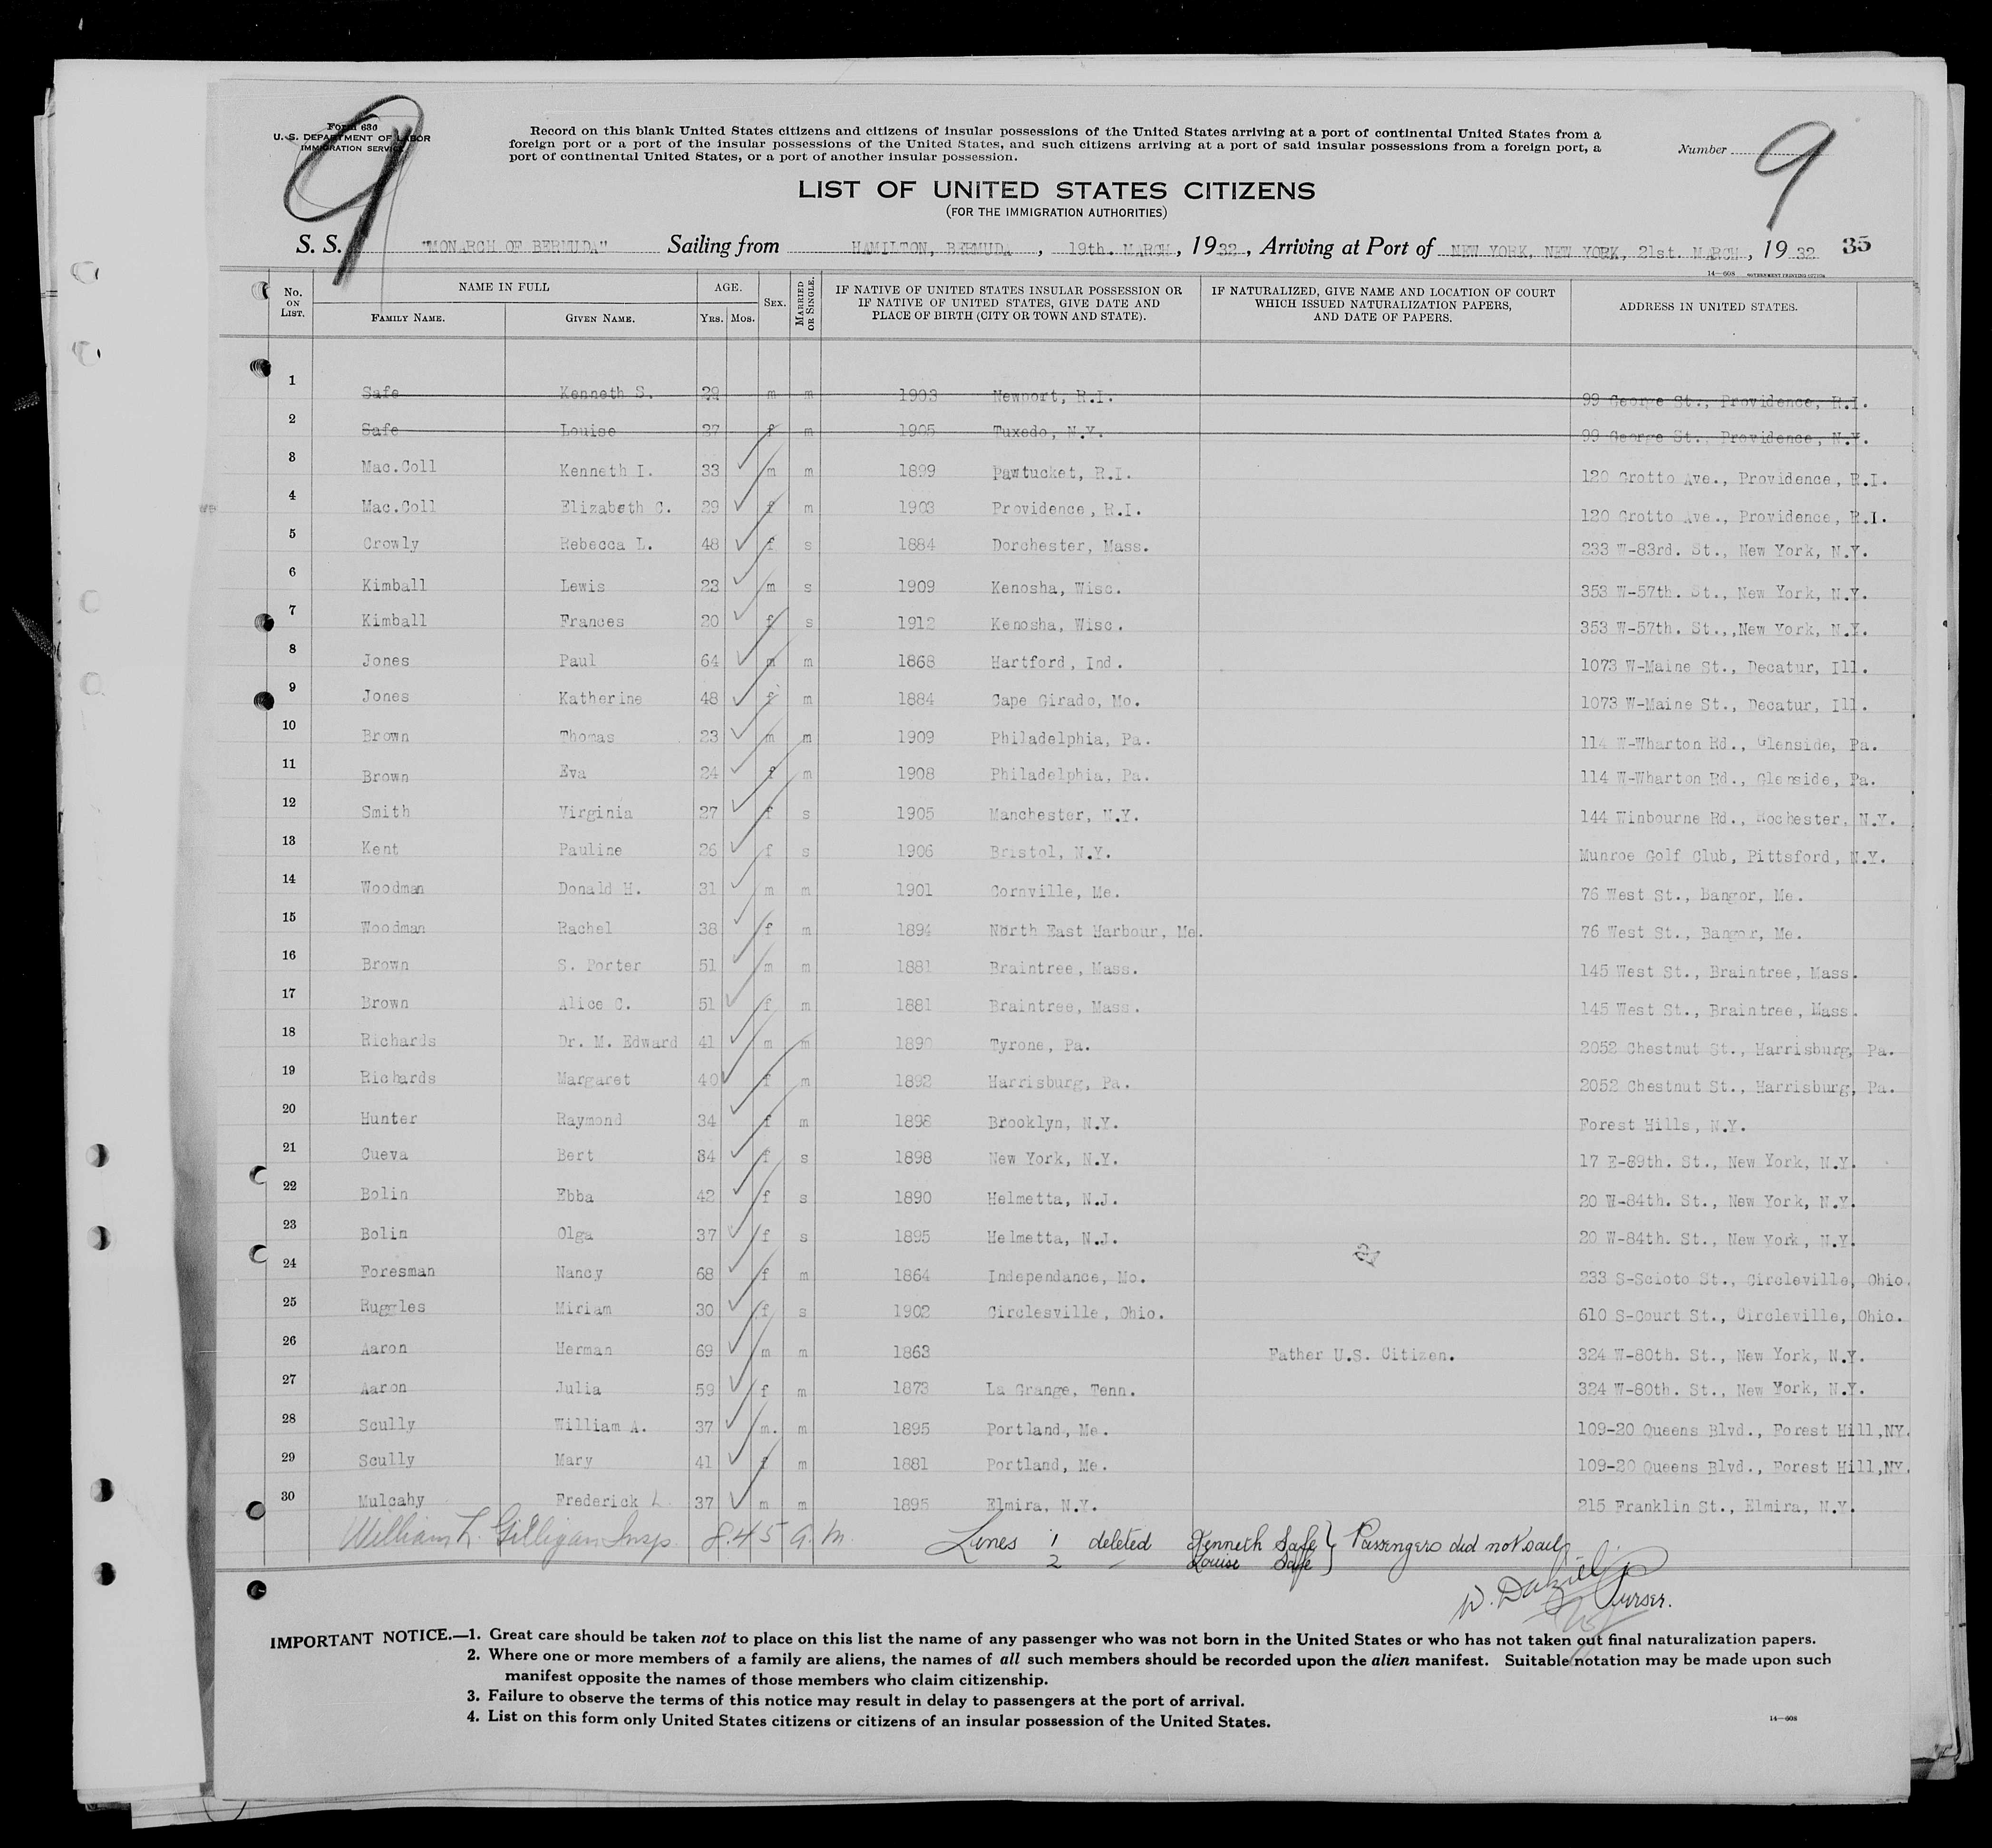 9
Form 630
U. S. DEPARTMENT OF LABOR
IMMIGRATION SERVICE
Record on this blank United States citizens and citizens of insular possessions of the United States arriving at a port of continental United States from a
foreign port or a port of the insular possessions of the United States, and such citizens arriving at a port of said insular possessions from a foreign port, a
port of continental United States, or a port of another insular possession.
Number 9
LIST OF UNITED STATES CITIZENS
(FOR THE IMMIGRATION AUTHORITIES)
S. S. "MONARCH OF BERMUDA" Sailing from HAMILTON, BERMUDA, 19th. MARCH, 1932, Arriving at Port of NEW YORK, NEW YORK, 21st. MARCH, 1932 35
14—608 GOVERNMENT PRINTING OFFICE
No. ON LIST. NAME IN FULL FAMILY NAME. GIVEN NAME. AGE. YRS. MOS. SEX. MARRIED OR SINGLE. IF NATIVE OF UNITED STATES INSULAR POSSESSION OR IF NATIVE OF UNITED STATES, GIVE DATE AND PLACE OF BIRTH (CITY OR TOWN AND STATE). IF NATURALIZED, GIVE NAME AND LOCATION OF COURT WHICH ISSUED NATURALIZATION PAPERS, AND DATE OF PAPERS. ADDRESS IN UNITED STATES.
1 Safe Kenneth S. 29 m m 1903 Newport, R.I. 99 George St., Providence, R.I.
2 Safe Louise 27 f m 1905 Tuxedo, N.Y. 99 George St., Providence, N.Y.
3 Mac.Coll Kenneth I. 33 m m 1899 Pawtucket, R.I. 120 Grotto Ave., Providence, R.I.
4 Mac.Coll Elizabeth C. 29 f m 1903 Providence, R.I. 120 Grotto Ave., Providence, R.I.
5 Crowly Rebecca L. 48 f s 1884 Dorchester, Mass. 233 W-83rd. St., New York, N.Y.
6 Kimball Lewis 23 m s 1909 Kenosha, Wisc. 353 W-57th. St., New York, N.Y.
7 Kimball Frances 20 f s 1912 Kenosha, Wisc. 353 W-57th. St.,,New York, N.Y.
8 Jones Paul 64 m m 1868 Hartford, Ind. 1073 W-Maine St., Decatur, Ill.
9 Jones Katherine 48 f m 1884 Cape Girado, Mo. 1073 W-Maine St., Decatur, Ill.
10 Brown Thomas 23 m m 1909 Philadelphia, Pa. 114 W-Wharton Rd., Glenside, Pa.
11 Brown Eva 24 f m 1908 Philadelphia, Pa. 114 W-Wharton Rd., Glenside, Pa.
12 Smith Virginia 27 f s 1905 Manchester, N.Y. 144 Winbourne Rd., Rochester, N.Y.
13 Kent Pauline 26 f s 1906 Bristol, N.Y. Munroe Golf Club, Pittsford, N.Y.
14 Woodman Donald H. 31 m m 1901 Cornville, Me. 76 West St., Bangor, Me.
15 Woodman Rachel 38 f m 1894 North East Harbour, Me. 76 West St., Bangor, Me.
16 Brown S. Porter 51 m m 1881 Braintree, Mass. 145 West St., Braintree, Mass.
17 Brown Alice C. 51 f m 1881 Braintree, Mass. 145 West St., Braintree, Mass.
18 Richards Dr. M. Edward 41 m m 1890 Tyrone, Pa. 2052 Chestnut St., Harrisburg, Pa.
19 Richards Margaret 40 f m 1892 Harrisburg, Pa. 2052 Chestnut St., Harrisburg, Pa.
20 Hunter Raymond 34 f m 1898 Brooklyn, N.Y. Forest Hills, N.Y.
21 Cueva Bert 34 f s 1898 New York, N.Y. 17 E-89th. St., New York, N.Y.
22 Bolin Ebba 42 f s 1890 Helmetta, N.J. 20 W-84th. St., New York, N.Y.
23 Bolin Olga 37 f s 1895 Helmetta, N.J. 20 W-84th. St., New York, N.Y.
24 Foresman Nancy 68 f m 1864 Independance, Mo. 233 S-Scioto St., Circleville, Ohio.
25 Ruggles Miriam 30 f s 1902 Circlesville, Ohio. 610 S-Court St., Circleville, Ohio.
26 Aaron Herman 69 m m 1863 Father U.S. Citizen. 324 W-80th. St., New York, N.Y.
27 Aaron Julia 59 f m 1873 La Grange, Tenn. 324 W-80th. St., New York, N.Y.
28 Scully William A. 37 m. m 1895 Portland, Me. 109-20 Queens Blvd., Forest Hill,NY.
29 Scully Mary 41 f m 1881 Portland, Me. 109-20 Queens Blvd., Forest Hill,NY.
30 Mulcahy Frederick L. 37 m m 1895 Elmira, N.Y. 215 Franklin St., Elmira, N.Y.
William L. Gilligan Insp. 8.45 a.m. Lines 1 deleted Kenneth Safe } Passengers did not sail
2 Louise Safe
W. Purser.
IMPORTANT NOTICE.—1. Great care should be taken not to place on this list the name of any passenger who was not born in the United States or who has not taken out final naturalization papers.
2. Where one or more members of a family are aliens, the names of all such members should be recorded upon the alien manifest. Suitable notation may be made upon such
manifest opposite the names of those members who claim citizenship.
3. Failure to observe the terms of this notice may result in delay to passengers at the port of arrival.
4. List on this form only United States citizens or citizens of an insular possession of the United States.
14—608